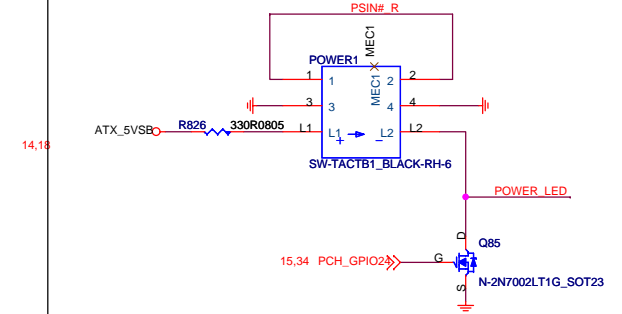 PSIN#_R
MEC1
POWER1
1 1 MEC1 2 2
3 3 4 4
ATX_5VSB R826 330R0805 L1 L1 L2 L2
+ −
14,18
SW-TACTB1_BLACK-RH-6
POWER_LED
D
Q85
15,34 PCH_GPIO24 G
N-2N7002LT1G_SOT23
S